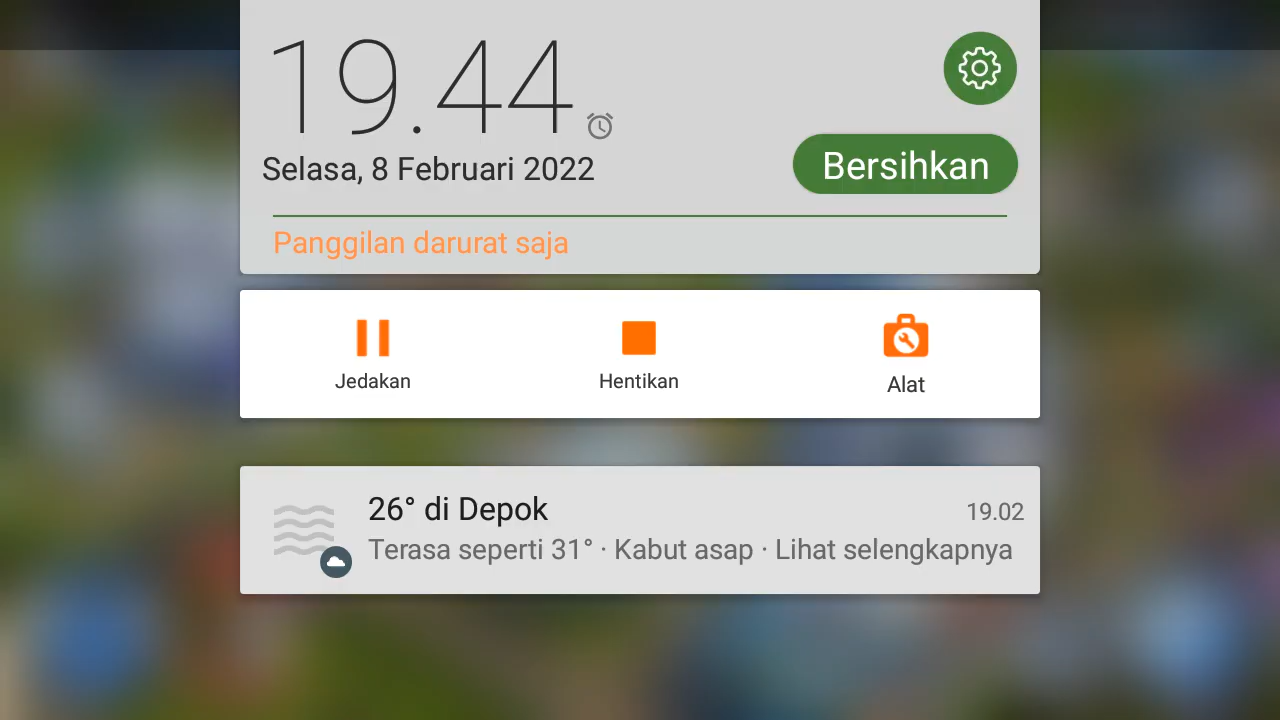 19.44
Selasa, 8 Februari 2022
Bersihkan
Panggilan darurat saja
Jedakan
Hentikan
Alat
26° di Depok
19.02
Terasa seperti 31° · Kabut asap · Lihat selengkapnya